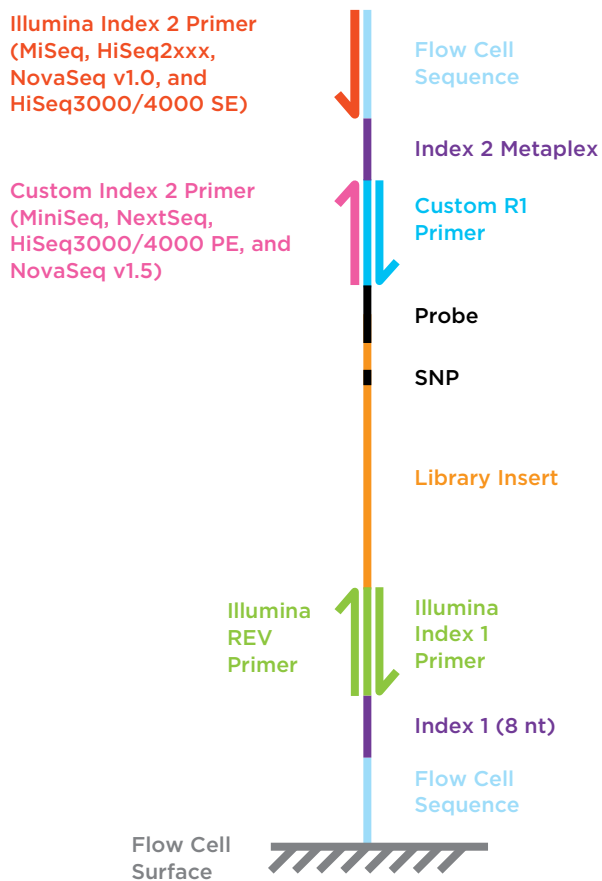 Illumina Index 2 Primer
(MiSeq, HiSeq2xxx,
NovaSeq v1.0, and
HiSeq3000/4000 SE)
Flow Cell
Sequence
Index 2 Metaplex
Custom Index 2 Primer
(MiniSeq, NextSeq,
HiSeq3000/4000 PE, and
NovaSeq v1.5)
Custom R1
Primer
Probe
SNP
Library Insert
Illumina
REV
Primer
Illumina
Index 1
Primer
Index 1 (8 nt)
Flow Cell
Sequence
Flow Cell
Surface